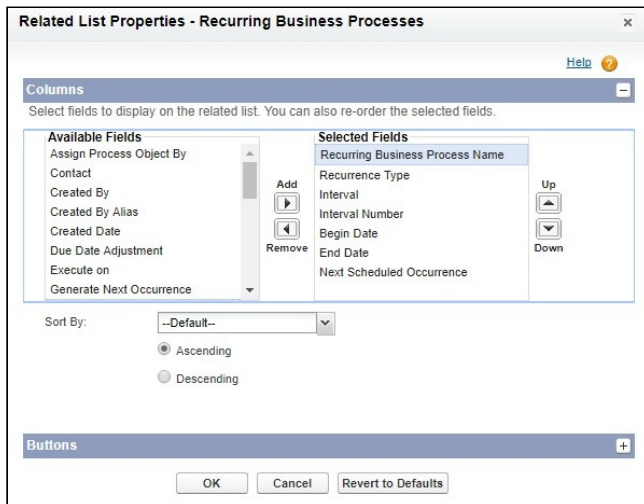 Related List Properties - Recurring Business Processes
Help
Columns
Select fields to display on the related list. You can also re-order the selected fields.
Available Fields
Assign Process Object By
Contact
Created By
Created By Alias
Created Date
Due Date Adjustment
Execute on
Generate Next Occurrence
Add
Remove
Selected Fields
Recurring Business Process Name
Recurrence Type
Interval
Interval Number
Begin Date
End Date
Next Scheduled Occurrence
Up
Down
Sort By:
--Default--
Ascending
Descending
Buttons
OK
Cancel
Revert to Defaults